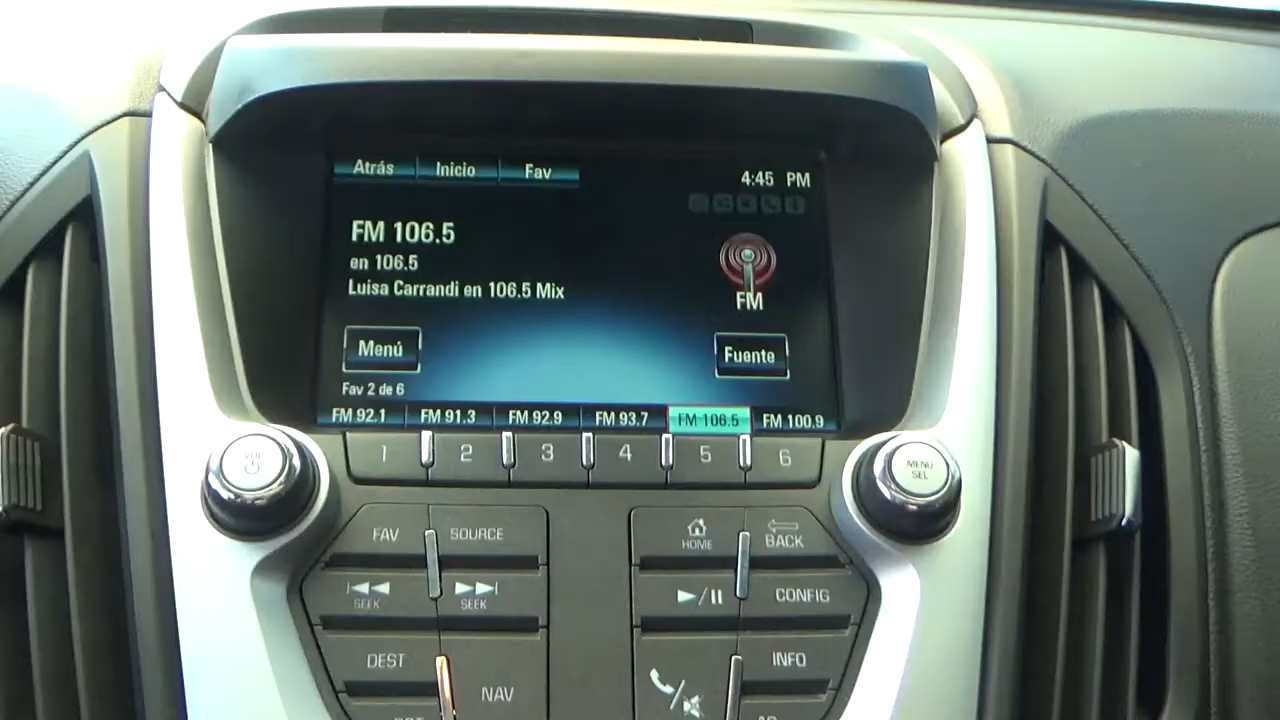 Atrás Inicio Fav
4:45 PM
FM 106.5
en 106.5
Luisa Carrandi en 106.5 Mix
FM
Menú
Fuente
Fav 2 de 6
FM 92.1 FM 91.3 FM 92.9 FM 93.7 FM 106.5 FM 100.9
1 2 3 4 5 6
VOL
MENU
SEL
FAV SOURCE
HOME BACK
SEEK SEEK
CONFIG
DEST NAV
INFO